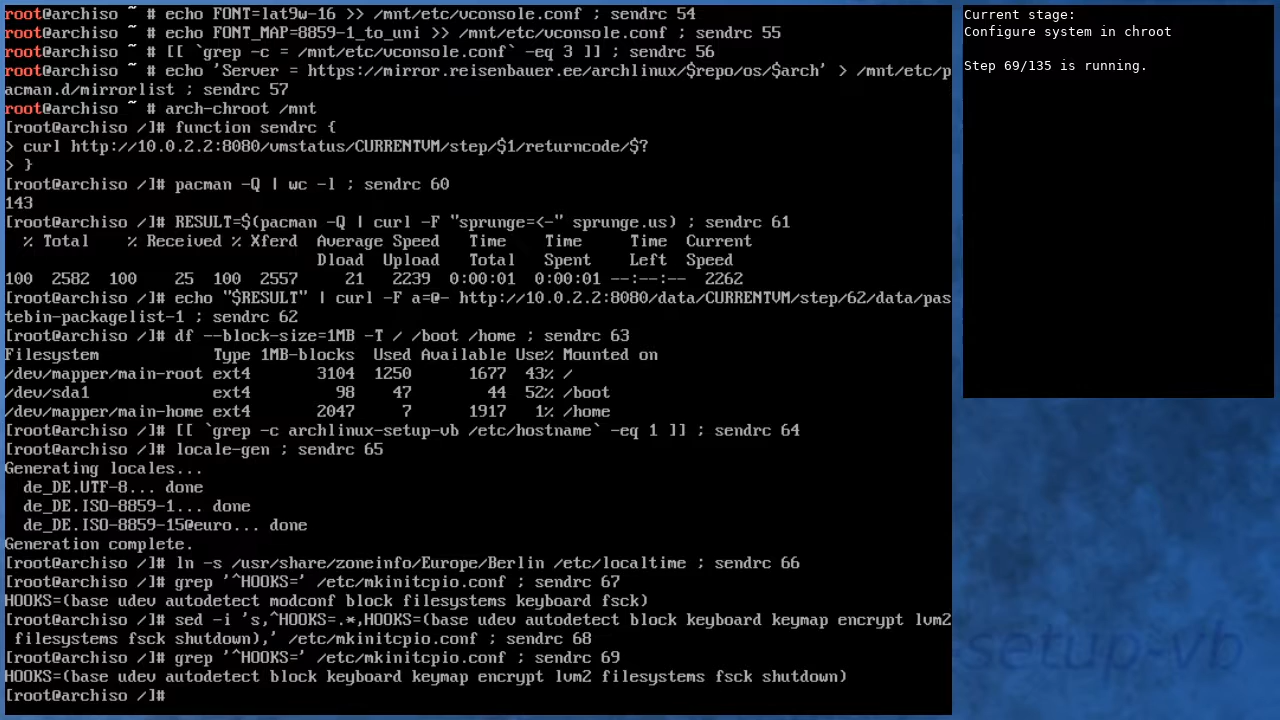 root@archiso ~ # echo FONT=lat9w-16 >> /mnt/etc/vconsole.conf ; sendrc 54
root@archiso ~ # echo FONT_MAP=8859-1_to_uni >> /mnt/etc/vconsole.conf ; sendrc 55
root@archiso ~ # [[ `grep -c = /mnt/etc/vconsole.conf` -eq 3 ]] ; sendrc 56
root@archiso ~ # echo 'Server = https://mirror.reisenbauer.ee/archlinux/$repo/os/$arch' > /mnt/etc/p
acman.d/mirrorlist ; sendrc 57
root@archiso ~ # arch-chroot /mnt
[root@archiso /]# function sendrc {
> curl http://10.0.2.2:8080/vmstatus/CURRENTVM/step/$1/returncode/$?
> }
[root@archiso /]# pacman -Q | wc -l ; sendrc 60
143
[root@archiso /]# RESULT=$(pacman -Q | curl -F "sprunge=<-" sprunge.us) ; sendrc 61
  % Total    % Received % Xferd  Average Speed   Time    Time     Time  Current
                                 Dload  Upload   Total   Spent    Left  Speed
100  2582  100    25  100  2557     21   2239  0:00:01  0:00:01 --:--:--  2262
[root@archiso /]# echo "$RESULT" | curl -F a=@- http://10.0.2.2:8080/data/CURRENTVM/step/62/data/pas
tebin-packagelist-1 ; sendrc 62
[root@archiso /]# df --block-size=1MB -T / /boot /home ; sendrc 63
Filesystem            Type 1MB-blocks  Used Available Use% Mounted on
/dev/mapper/main-root ext4       3104  1250      1677  43% /
/dev/sda1             ext4         98    47        44  52% /boot
/dev/mapper/main-home ext4       2047     7      1917   1% /home
[root@archiso /]# [[ `grep -c archlinux-setup-vb /etc/hostname` -eq 1 ]] ; sendrc 64
[root@archiso /]# locale-gen ; sendrc 65
Generating locales...
  de_DE.UTF-8... done
  de_DE.ISO-8859-1... done
  de_DE.ISO-8859-15@euro... done
Generation complete.
[root@archiso /]# ln -s /usr/share/zoneinfo/Europe/Berlin /etc/localtime ; sendrc 66
[root@archiso /]# grep '^HOOKS=' /etc/mkinitcpio.conf ; sendrc 67
HOOKS=(base udev autodetect modconf block filesystems keyboard fsck)
[root@archiso /]# sed -i 's,^HOOKS=.*,HOOKS=(base udev autodetect block keyboard keymap encrypt lvm2
 filesystems fsck shutdown),' /etc/mkinitcpio.conf ; sendrc 68
[root@archiso /]# grep '^HOOKS=' /etc/mkinitcpio.conf ; sendrc 69
HOOKS=(base udev autodetect block keyboard keymap encrypt lvm2 filesystems fsck shutdown)
[root@archiso /]#
Current stage:
Configure system in chroot
Step 69/135 is running.
-setup-vb